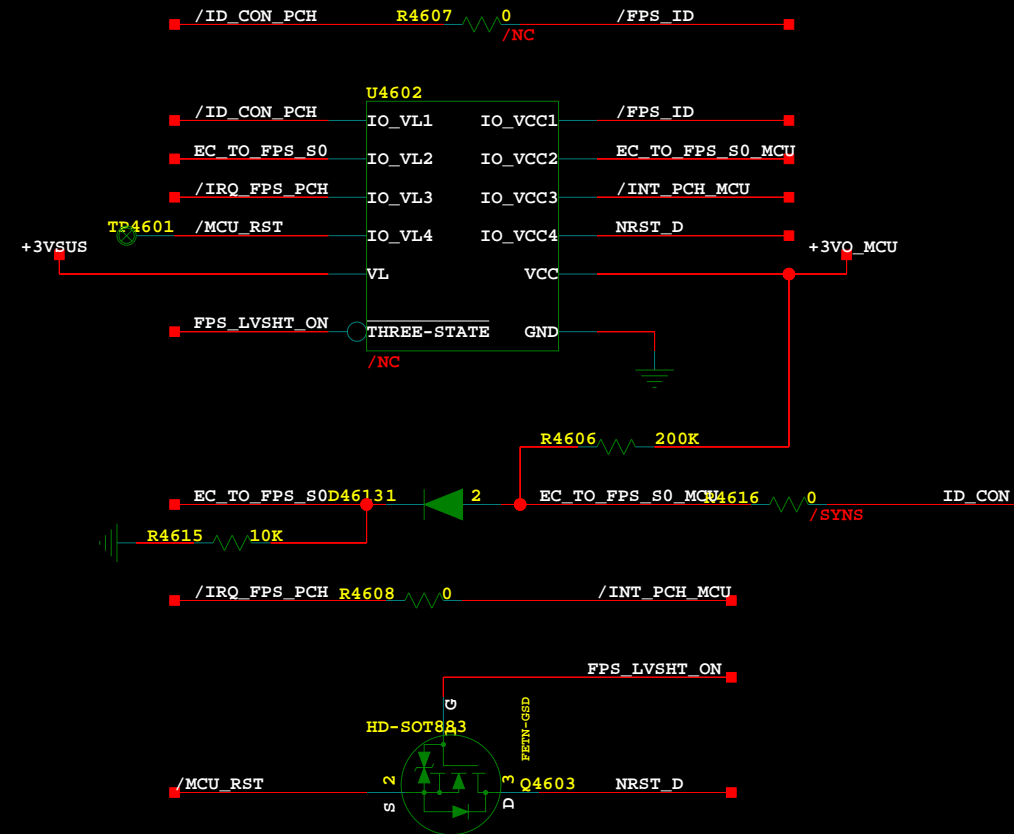 /ID_CON_PCH R4607 0 /FPS_ID
/NC
U4602
/ID_CON_PCH IO_VL1 IO_VCC1 /FPS_ID
EC_TO_FPS_S0 IO_VL2 IO_VCC2 EC_TO_FPS_S0_MCU
/IRQ_FPS_PCH IO_VL3 IO_VCC3 /INT_PCH_MCU
TP4601 /MCU_RST IO_VL4 IO_VCC4 NRST_D
+3VSUS VL VCC +3VO_MCU
FPS_LVSHT_ON THREE-STATE GND
/NC
R4606 200K
EC_TO_FPS_S0 D4613 1 2 EC_TO_FPS_S0_MCU R4616 0 ID_CON
/SYNS
R4615 10K
/IRQ_FPS_PCH R4608 0 /INT_PCH_MCU
FPS_LVSHT_ON
G
HD-SOT883 1 FETN-GSD
/MCU_RST 2 3 Q4603 NRST_D
S D